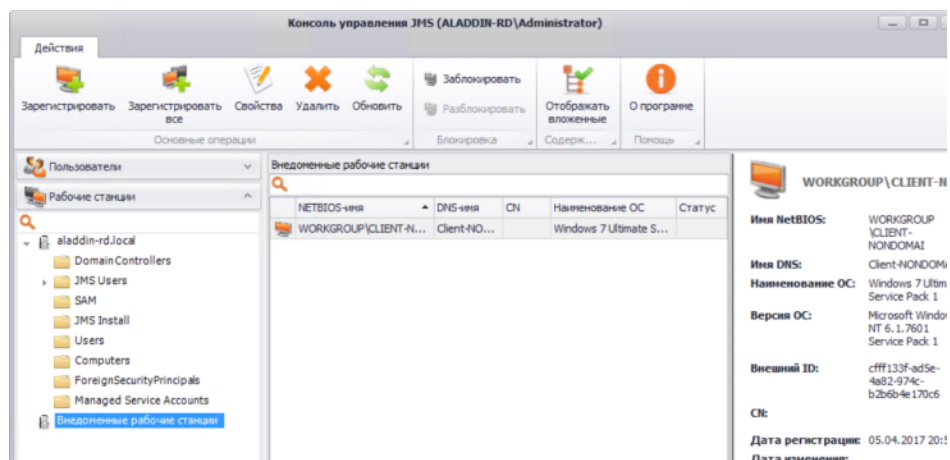 Консоль управления JMS (ALADDIN-RD\Administrator)
Действия
Зарегистрировать
Зарегистрировать
все
Свойства
Удалить
Обновить
Основные операции
Заблокировать
Разблокировать
Блокировка
Отображать
вложенные
Содерж...
О программе
Помощь
Пользователи
Рабочие станции
aladdin-rd.local
Domain Controllers
JMS Users
SAM
JMS Install
Users
Computers
ForeignSecurityPrincipals
Managed Service Accounts
Внедоменные рабочие станции
Внедоменные рабочие станции
NETBIOS-имя DNS-имя CN Наименование ОС Статус
WORKGROUP\CLIENT-N... Client-NO... Windows 7 Ultimate S...
WORKGROUP\CLIENT-N
Имя NetBIOS: WORKGROUP
\CLIENT-
NONDOMAI
Имя DNS: Client-NONDOMA
Наименование ОС: Windows 7 Ultim
Service Pack 1
Версия ОС: Microsoft Window
NT 6.1.7601
Service Pack 1
Внешний ID: cfff133f-ad5e-
4a82-974c-
b2b6b4e170c6
CN:
Дата регистрации: 05.04.2017 20:5
Дата изменения: